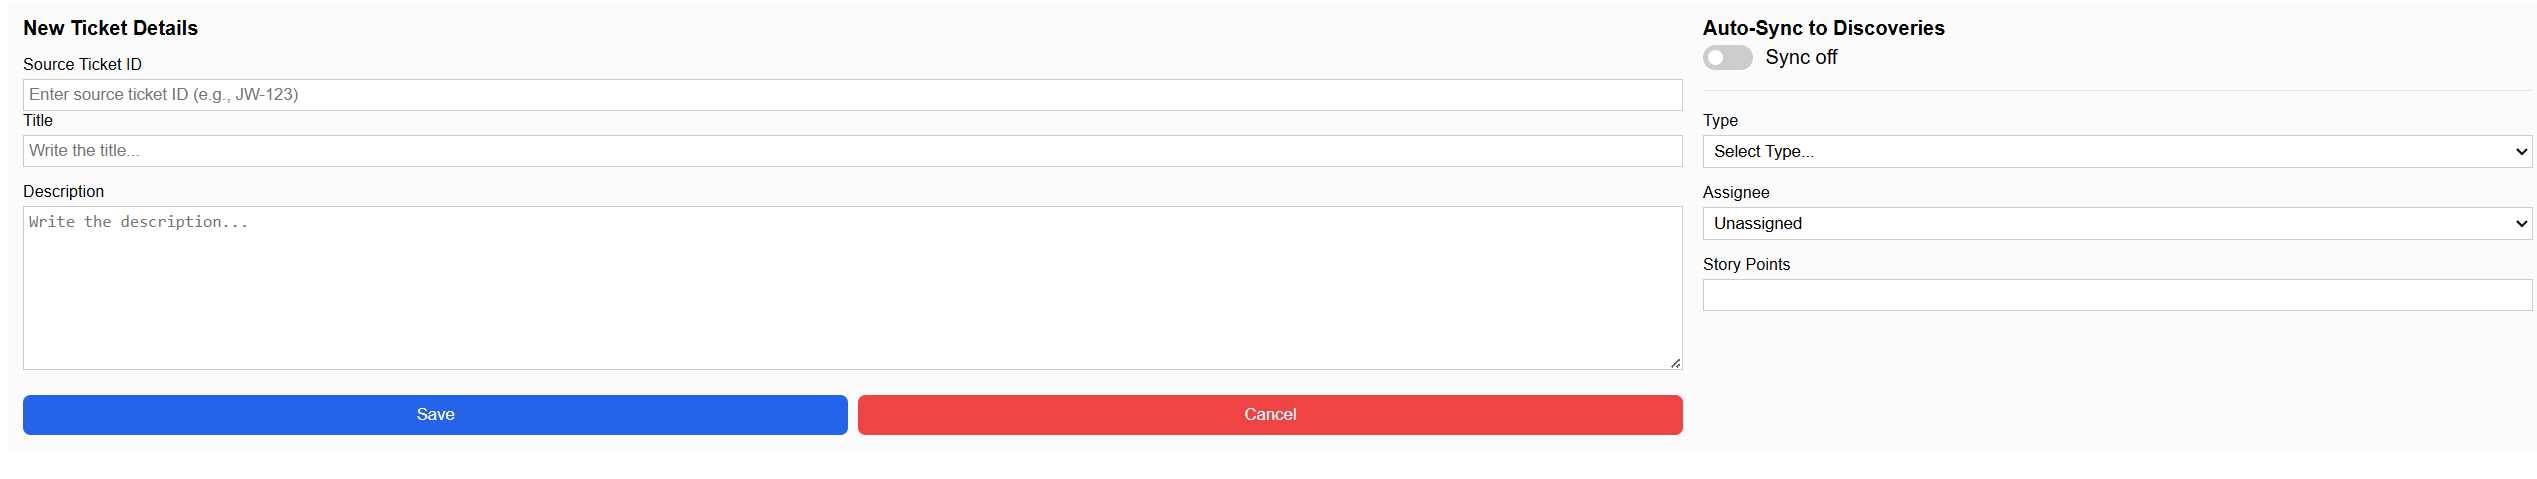 New Ticket Details
Source Ticket ID
Enter source ticket ID (e.g., JW-123)
Title
Write the title...
Description
Write the description...
Save
Cancel
Auto-Sync to Discoveries
Sync off
Type
Select Type...
Assignee
Unassigned
Story Points